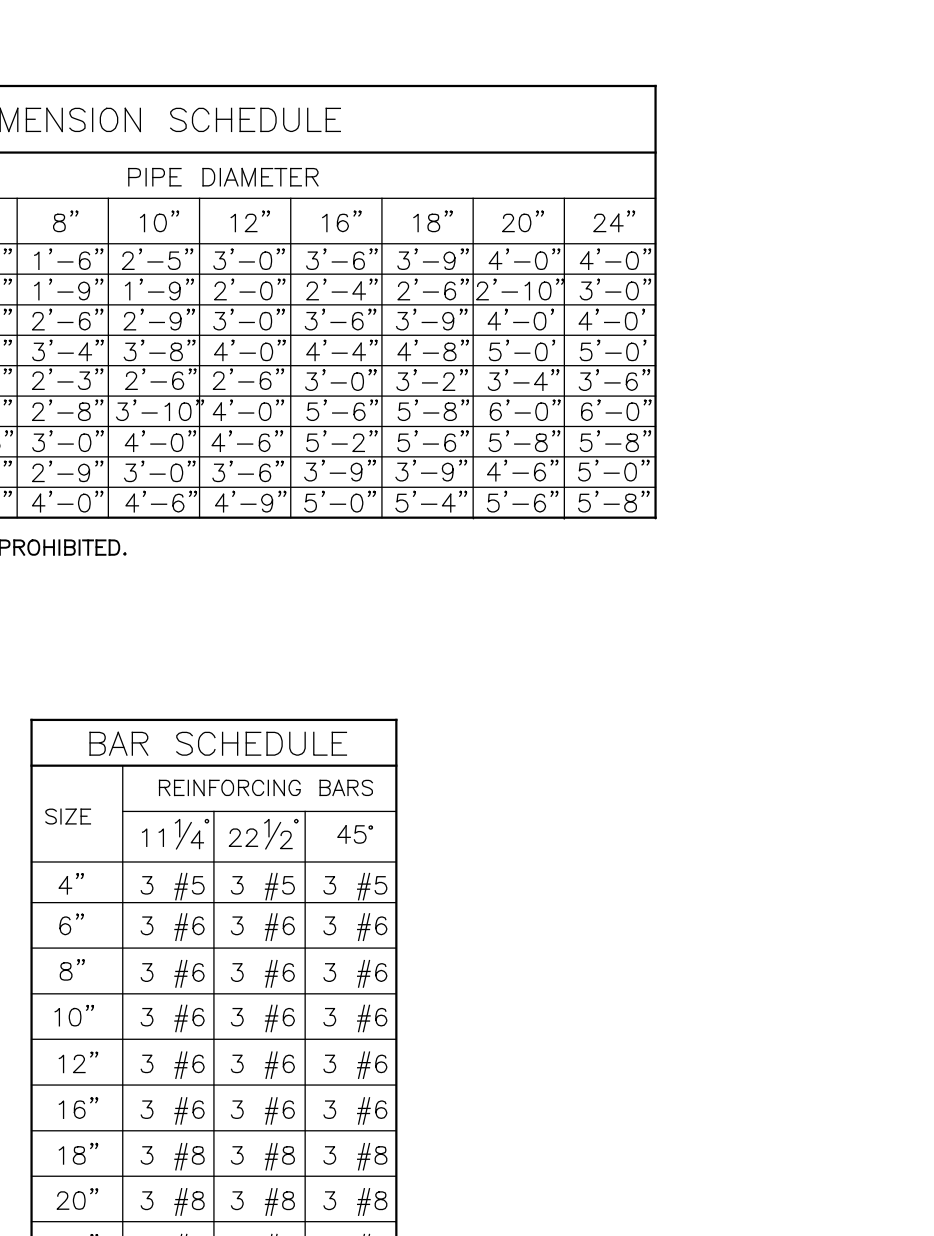 MENSION SCHEDULE
PIPE DIAMETER
8” 10” 12” 16” 18” 20” 24”
” 1’–6” 2’–5” 3’–0” 3’–6” 3’–9” 4’–0” 4’–0”
” 1’–9” 1’–9” 2’–0” 2’–4” 2’–6” 2’–10” 3’–0”
” 2’–6” 2’–9” 3’–0” 3’–6” 3’–9” 4’–0’ 4’–0’
” 3’–4” 3’–8” 4’–0” 4’–4” 4’–8” 5’–0’ 5’–0’
” 2’–3” 2’–6” 2’–6” 3’–0” 3’–2” 3’–4” 3’–6”
” 2’–8” 3’–10” 4’–0” 5’–6” 5’–8” 6’–0” 6’–0”
” 3’–0” 4’–0” 4’–6” 5’–2” 5’–6” 5’–8” 5’–8”
” 2’–9” 3’–0” 3’–6” 3’–9” 3’–9” 4’–6” 5’–0”
” 4’–0” 4’–6” 4’–9” 5’–0” 5’–4” 5’–6” 5’–8”
PROHIBITED.
BAR SCHEDULE
REINFORCING BARS
SIZE
11 1/4° 22 1/2° 45°
4” 3 #5 3 #5 3 #5
6” 3 #6 3 #6 3 #6
8” 3 #6 3 #6 3 #6
10” 3 #6 3 #6 3 #6
12” 3 #6 3 #6 3 #6
16” 3 #6 3 #6 3 #6
18” 3 #8 3 #8 3 #8
20” 3 #8 3 #8 3 #8